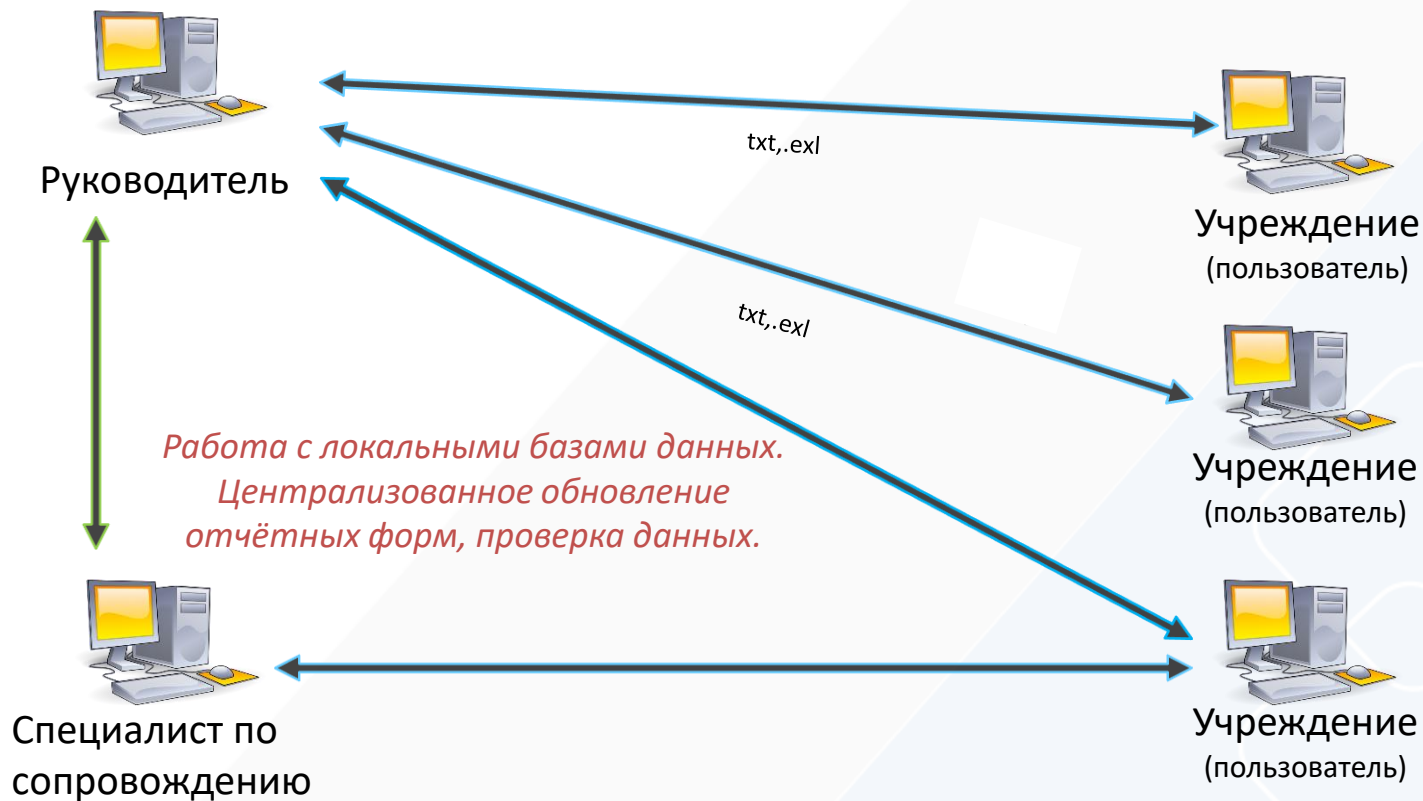 Руководитель
txt,.exl
Учреждение
(пользователь)
txt,.exl
Учреждение
(пользователь)
Работа с локальными базами данных.
Централизованное обновление
отчётных форм, проверка данных.
Специалист по
сопровождению
Учреждение
(пользователь)